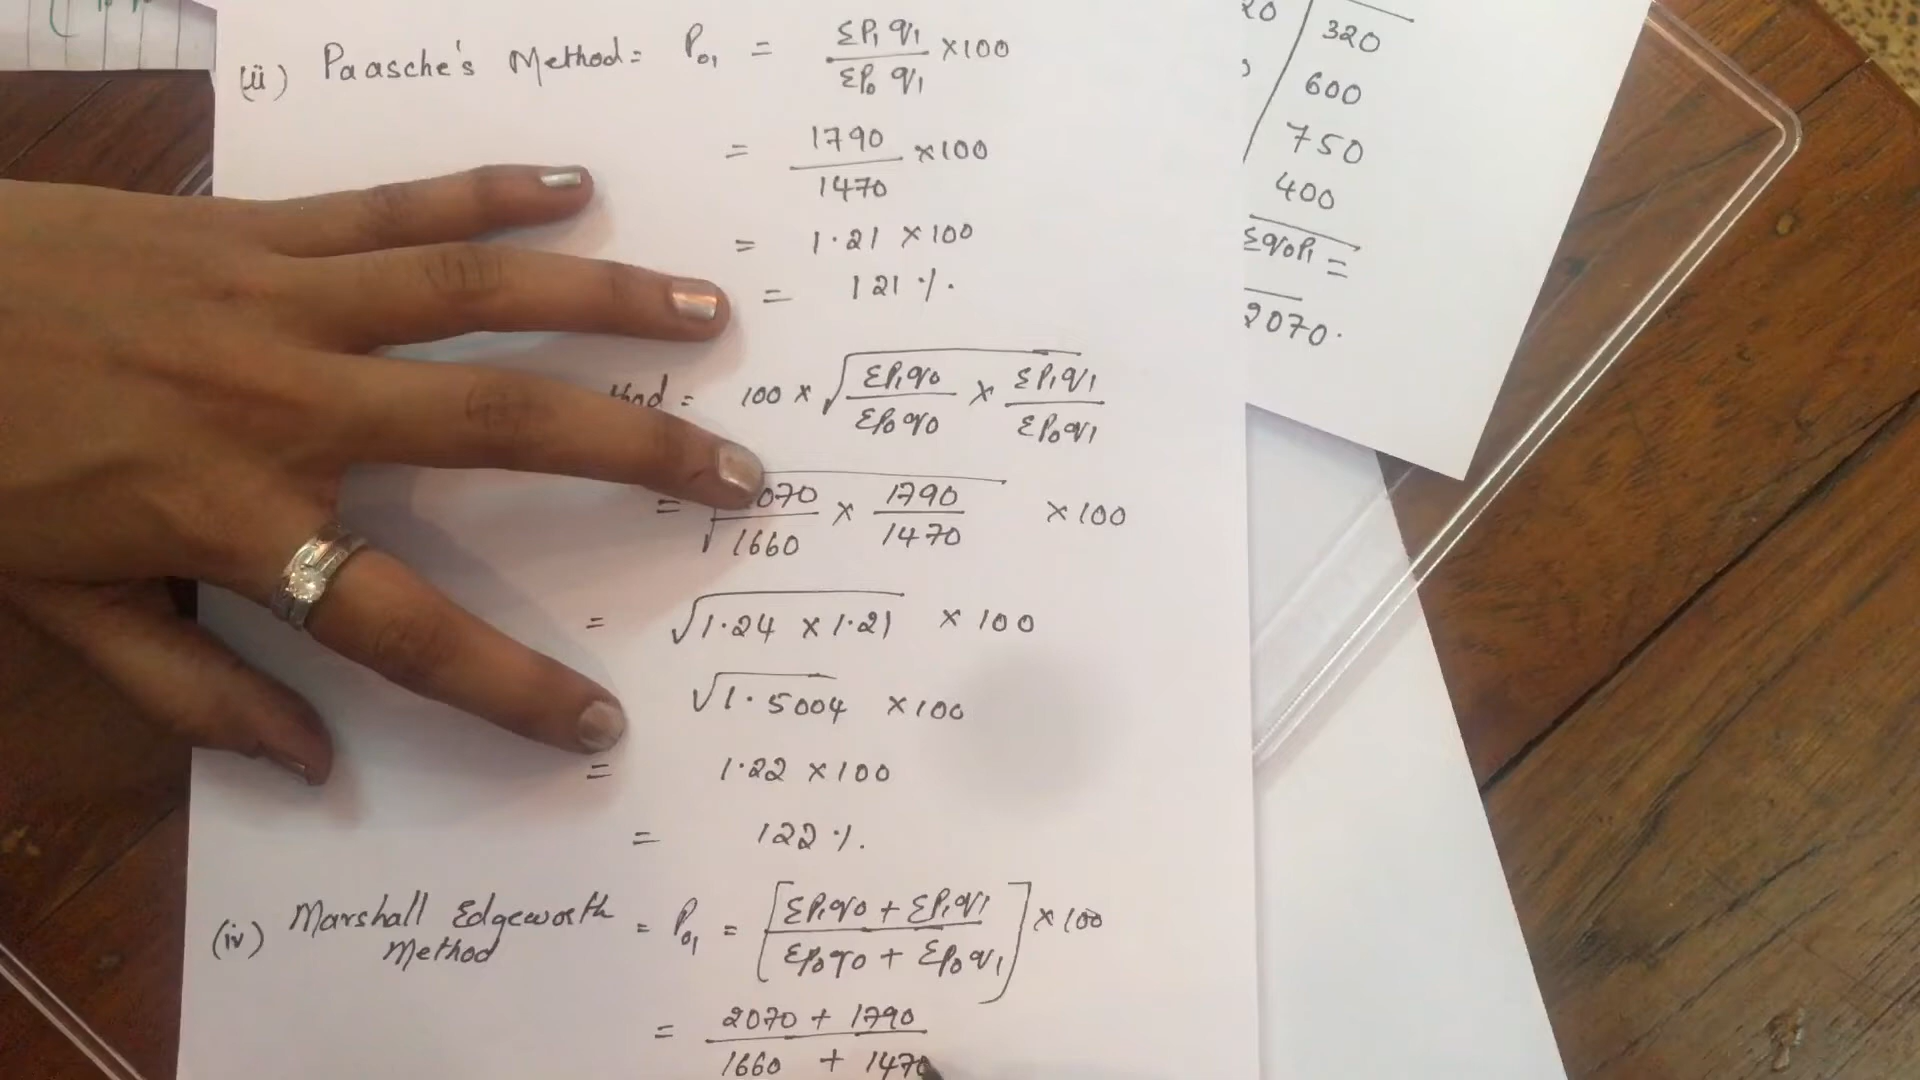 (ii) Paasche's Method = P₀₁ = ΣP₁q₁ / ΣP₀q₁ ×100
= 1790 / 1470 ×100
= 1.21 ×100
= 121 %.
= 100 × √ ΣP₁q₀ / ΣP₀q₀ × ΣP₁q₁ / ΣP₀q₁
= √ 070 / 1660 × 1790 / 1470 ×100
= √1.24 × 1.21 × 100
√1.5004 ×100
= 1.22 ×100
= 122 %.
(iv) Marshall Edgeworth Method = P₀₁ = [ΣP₁q₀ + ΣP₁q₁ / ΣP₀q₀ + ΣP₀q₁] ×100
= 2070 + 1790 / 1660 + 1470
20
320
600
750
400
Σq₀P₁ =
2070.